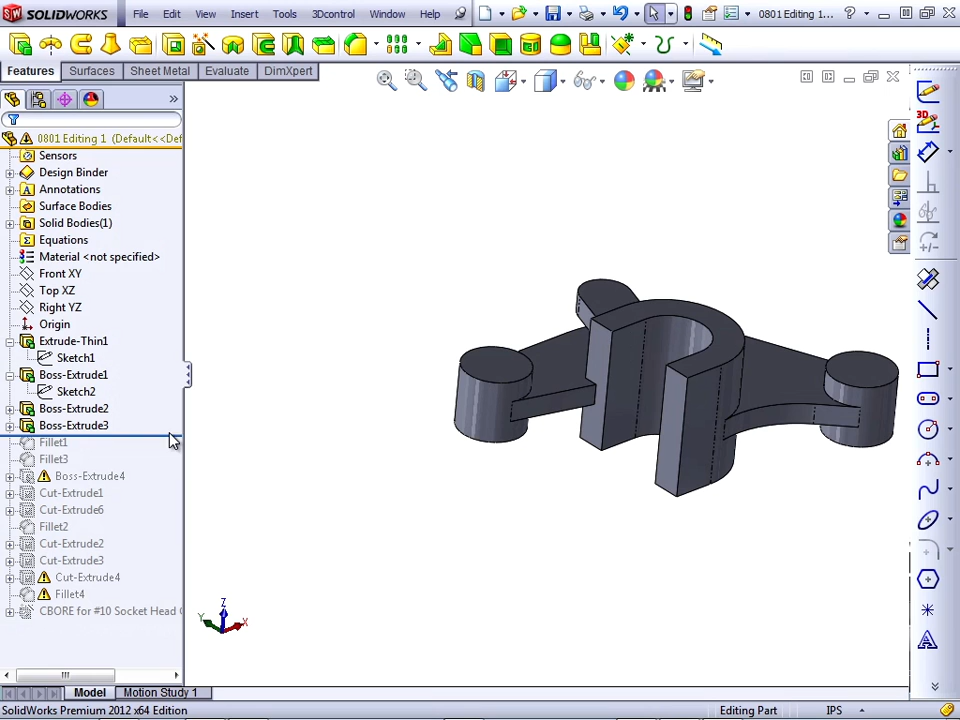 SOLIDWORKS File Edit View Insert Tools 3Dcontrol Window Help 0801 Editing 1... ?
Features Surfaces Sheet Metal Evaluate DimXpert
0801 Editing 1 (Default<<Def
Sensors
Design Binder
Annotations
Surface Bodies
Solid Bodies(1)
Equations
Material <not specified>
Front XY
Top XZ
Right YZ
Origin
Extrude-Thin1
Sketch1
Boss-Extrude1
Sketch2
Boss-Extrude2
Boss-Extrude3
Fillet1
Fillet3
Boss-Extrude4
Cut-Extrude1
Cut-Extrude6
Fillet2
Cut-Extrude2
Cut-Extrude3
Cut-Extrude4
Fillet4
CBORE for #10 Socket Head C
Z
Y X
3D
Model Motion Study 1
SolidWorks Premium 2012 x64 Edition Editing Part IPS